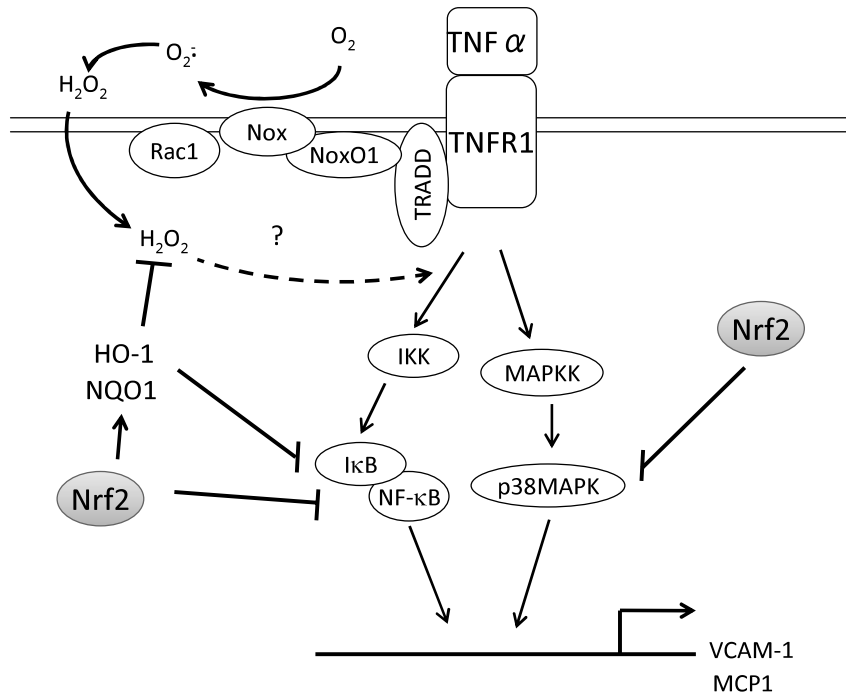 O₂
TNF α
O₂⁻:
H₂O₂
Nox
Rac1
NoxO1
TNFR1
TRADD
H₂O₂
?
Nrf2
HO-1
NQO1
IKK
MAPKK
IκB
NF-κB
p38MAPK
Nrf2
VCAM-1
MCP1